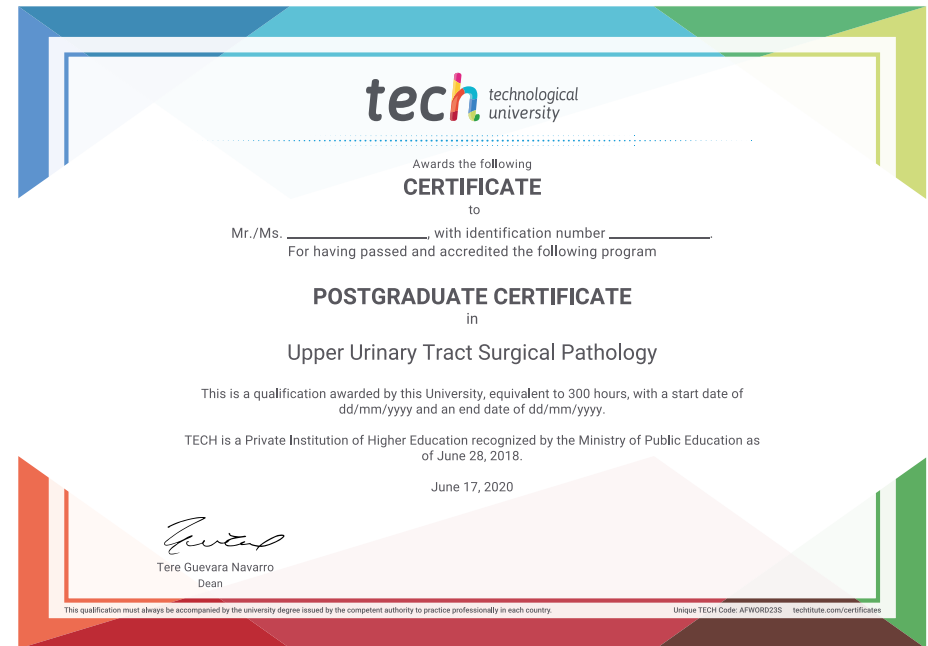 tech technological
university
Awards the following
CERTIFICATE
to
Mr./Ms. ________________, with identification number ____________.
For having passed and accredited the following program
POSTGRADUATE CERTIFICATE
in
Upper Urinary Tract Surgical Pathology
This is a qualification awarded by this University, equivalent to 300 hours, with a start date of
dd/mm/yyyy and an end date of dd/mm/yyyy.
TECH is a Private Institution of Higher Education recognized by the Ministry of Public Education as
of June 28, 2018.
June 17, 2020
Tere Guevara Navarro
Dean
This qualification must always be accompanied by the university degree issued by the competent authority to practice professionally in each country.
Unique TECH Code: AFWORD23S techtitute.com/certificates